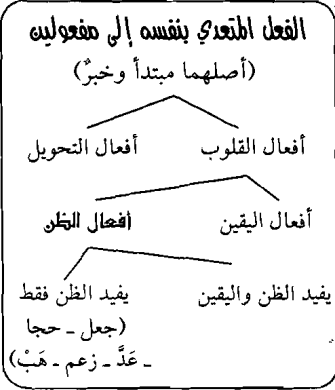 الفعل المتعدي بنفسه إلى مفعولين
(أصلهما مبتدأ وخبرٌ)
أفعال القلوب أفعال التحويل
أفعال اليقين أفعال الظن
يفيد الظن واليقين يفيد الظن فقط
(جعل ـ حجا
ـ عَدَّ ـ زعم ـ هَبْ)